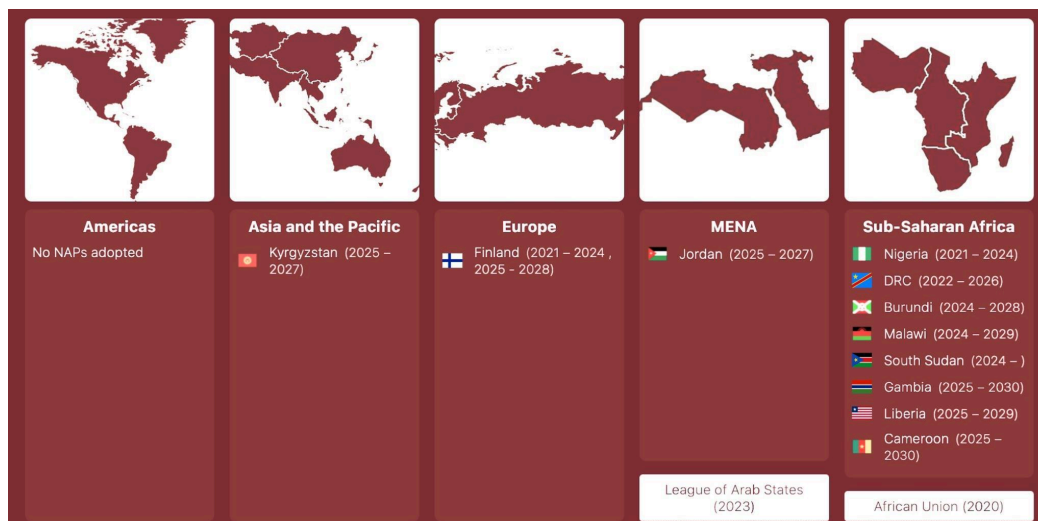 Americas
No NAPs adopted
Asia and the Pacific
Kyrgyzstan (2025 –
2027)
Europe
Finland (2021 – 2024 ,
2025 - 2028)
MENA
Jordan (2025 – 2027)
League of Arab States
(2023)
Sub-Saharan Africa
Nigeria (2021 – 2024)
DRC (2022 – 2026)
Burundi (2024 – 2028)
Malawi (2024 – 2029)
South Sudan (2024 – )
Gambia (2025 – 2030)
Liberia (2025 – 2029)
Cameroon (2025 –
2030)
African Union (2020)